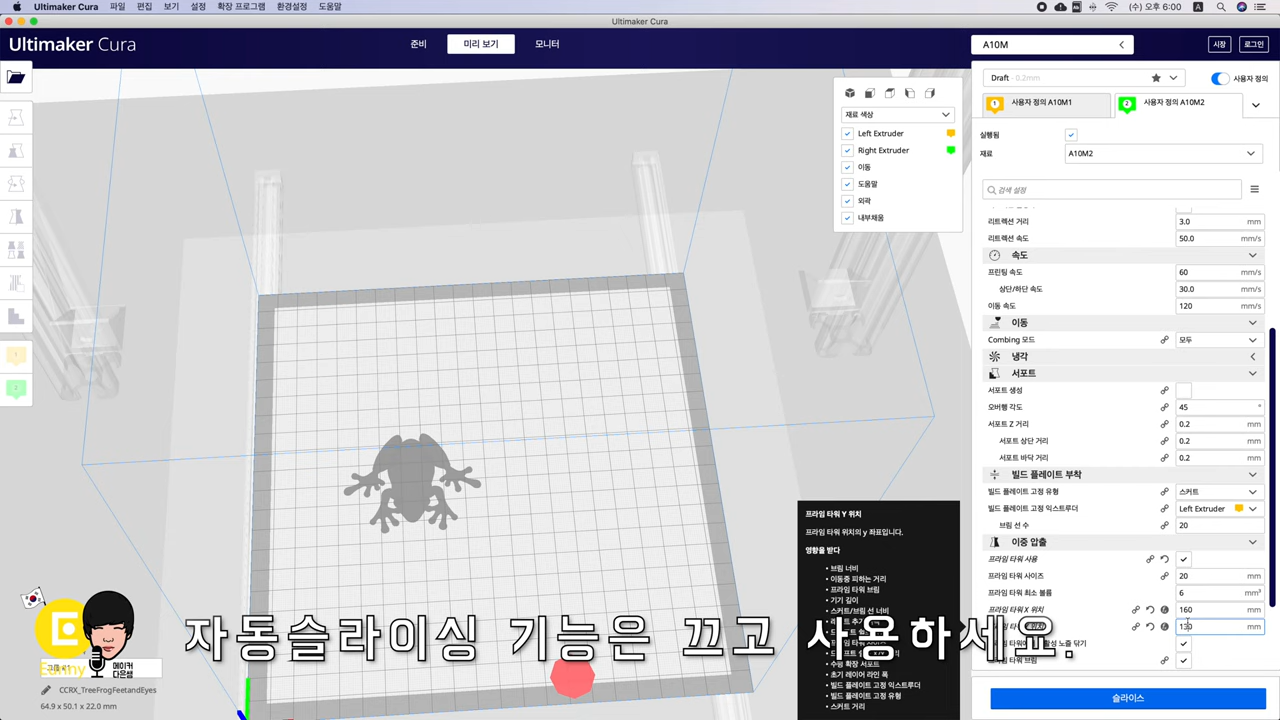 Ultimaker Cura 파일 편집 보기 설정 확장 프로그램 환경설정 도움말
(수) 오후 6:00
Ultimaker Cura
Ultimaker Cura
준비 미리 보기 모니터
A10M
시장 로그인
Draft - 0.2mm
사용자 정의
1 사용자 정의 A10M1
2 사용자 정의 A10M2
실행됨
재료 A10M2
검색 설정
재료 색상
Left Extruder
Right Extruder
이동
도움말
외곽
내부채움
리트렉션 거리 3.0 mm
리트렉션 속도 50.0 mm/s
속도
프린팅 속도 60 mm/s
상단/하단 속도 30.0 mm/s
이동 속도 120 mm/s
이동
Combing 모드 모두
냉각
서포트
서포트 생성
오버행 각도 45 °
서포트 Z 거리 0.2 mm
서포트 상단 거리 0.2 mm
서포트 바닥 거리 0.2 mm
빌드 플레이트 부착
빌드 플레이트 고정 유형 스커트
빌드 플레이트 고정 익스트루더 Left Extruder
브림 선 수 20
이중 압출
프라임 타워 사용
프라임 타워 사이즈 20 mm
프라임 타워 최소 볼륨 6 mm³
프라임 타워 X 위치 160 mm
mm
프라임 타워 Y 위치
프라임 타워 위치의 y 좌표입니다.
영향을 받다
• 브림 너비
• 이동중 피하는 거리
• 프라임 타워 브림
• 기기 깊이
• 스커트/브림 선 너비
• 수평 확장 서포트
• 초기 레이어 라인 폭
• 빌드 플레이트 고정 익스트루더
• 빌드 플레이트 고정 유형
• 스커트 거리
자동슬라이싱 기능은 끄고 사용하세요.
메이커
다은쌤
CCRX_TreeFrogFeetandEyes
64.9 x 50.1 x 22.0 mm
슬라이스